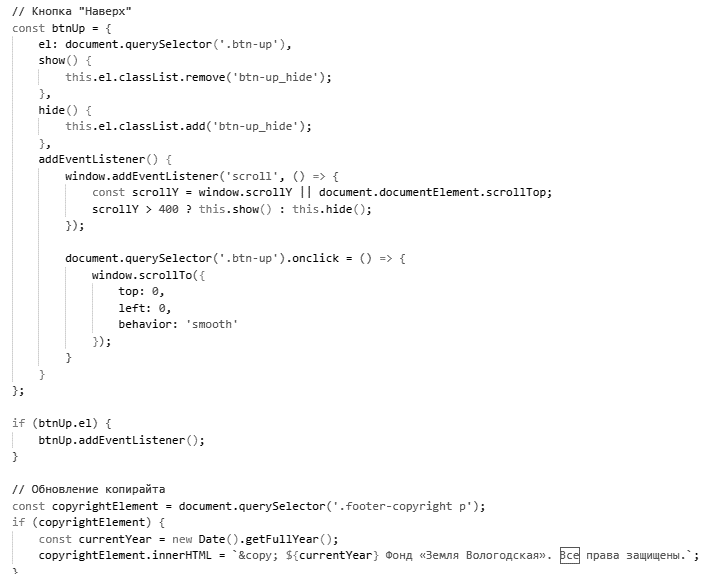 // Кнопка "Наверх"
const btnUp = {
    el: document.querySelector('.btn-up'),
    show() {
        this.el.classList.remove('btn-up_hide');
    },
    hide() {
        this.el.classList.add('btn-up_hide');
    },
    addEventListener() {
        window.addEventListener('scroll', () => {
            const scrollY = window.scrollY || document.documentElement.scrollTop;
            scrollY > 400 ? this.show() : this.hide();
        });

        document.querySelector('.btn-up').onclick = () => {
            window.scrollTo({
                top: 0,
                left: 0,
                behavior: 'smooth'
            });
        }
    }
};

if (btnUp.el) {
    btnUp.addEventListener();
}

// Обновление копирайта
const copyrightElement = document.querySelector('.footer-copyright p');
if (copyrightElement) {
    const currentYear = new Date().getFullYear();
    copyrightElement.innerHTML = `&copy; ${currentYear} Фонд «Земля Вологодская». Все права защищены.`;
}